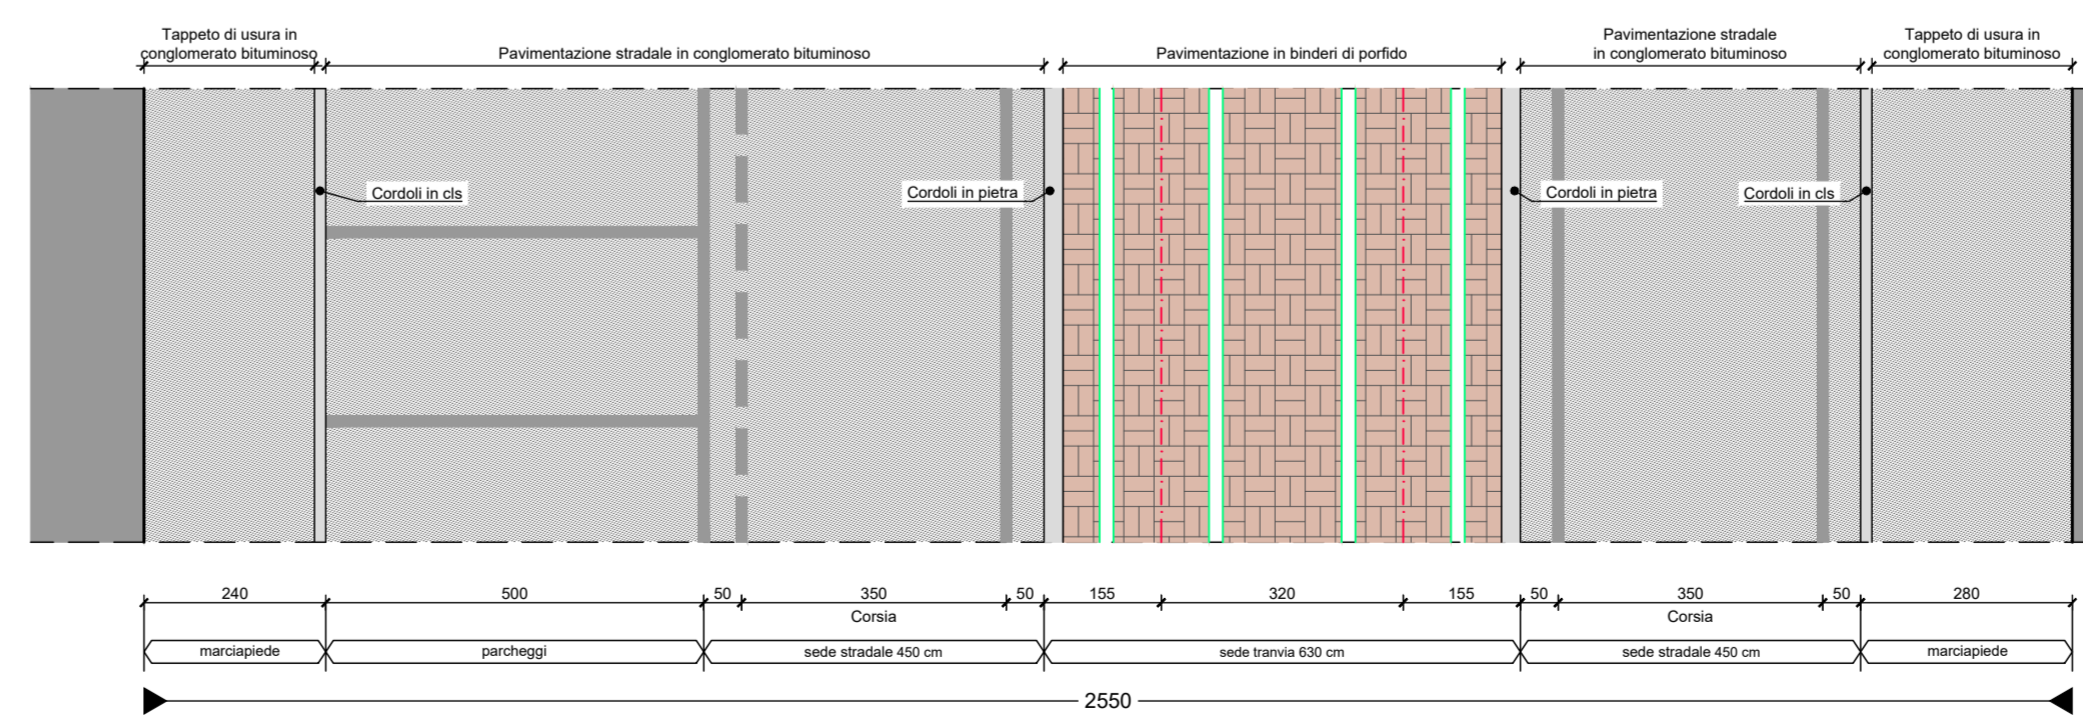 Tappeto di usura in
conglomerato bituminoso
Pavimentazione stradale in conglomerato bituminoso
Pavimentazione in binderi di porfido
Pavimentazione stradale
in conglomerato bituminoso
Tappeto di usura in
conglomerato bituminoso
Cordoli in cls
Cordoli in pietra
Cordoli in pietra
Cordoli in cls
240 500 50 350 50 155 320 155 50 350 50 280
Corsia Corsia
marciapiede parcheggi sede stradale 450 cm sede tranvia 630 cm sede stradale 450 cm marciapiede
2550